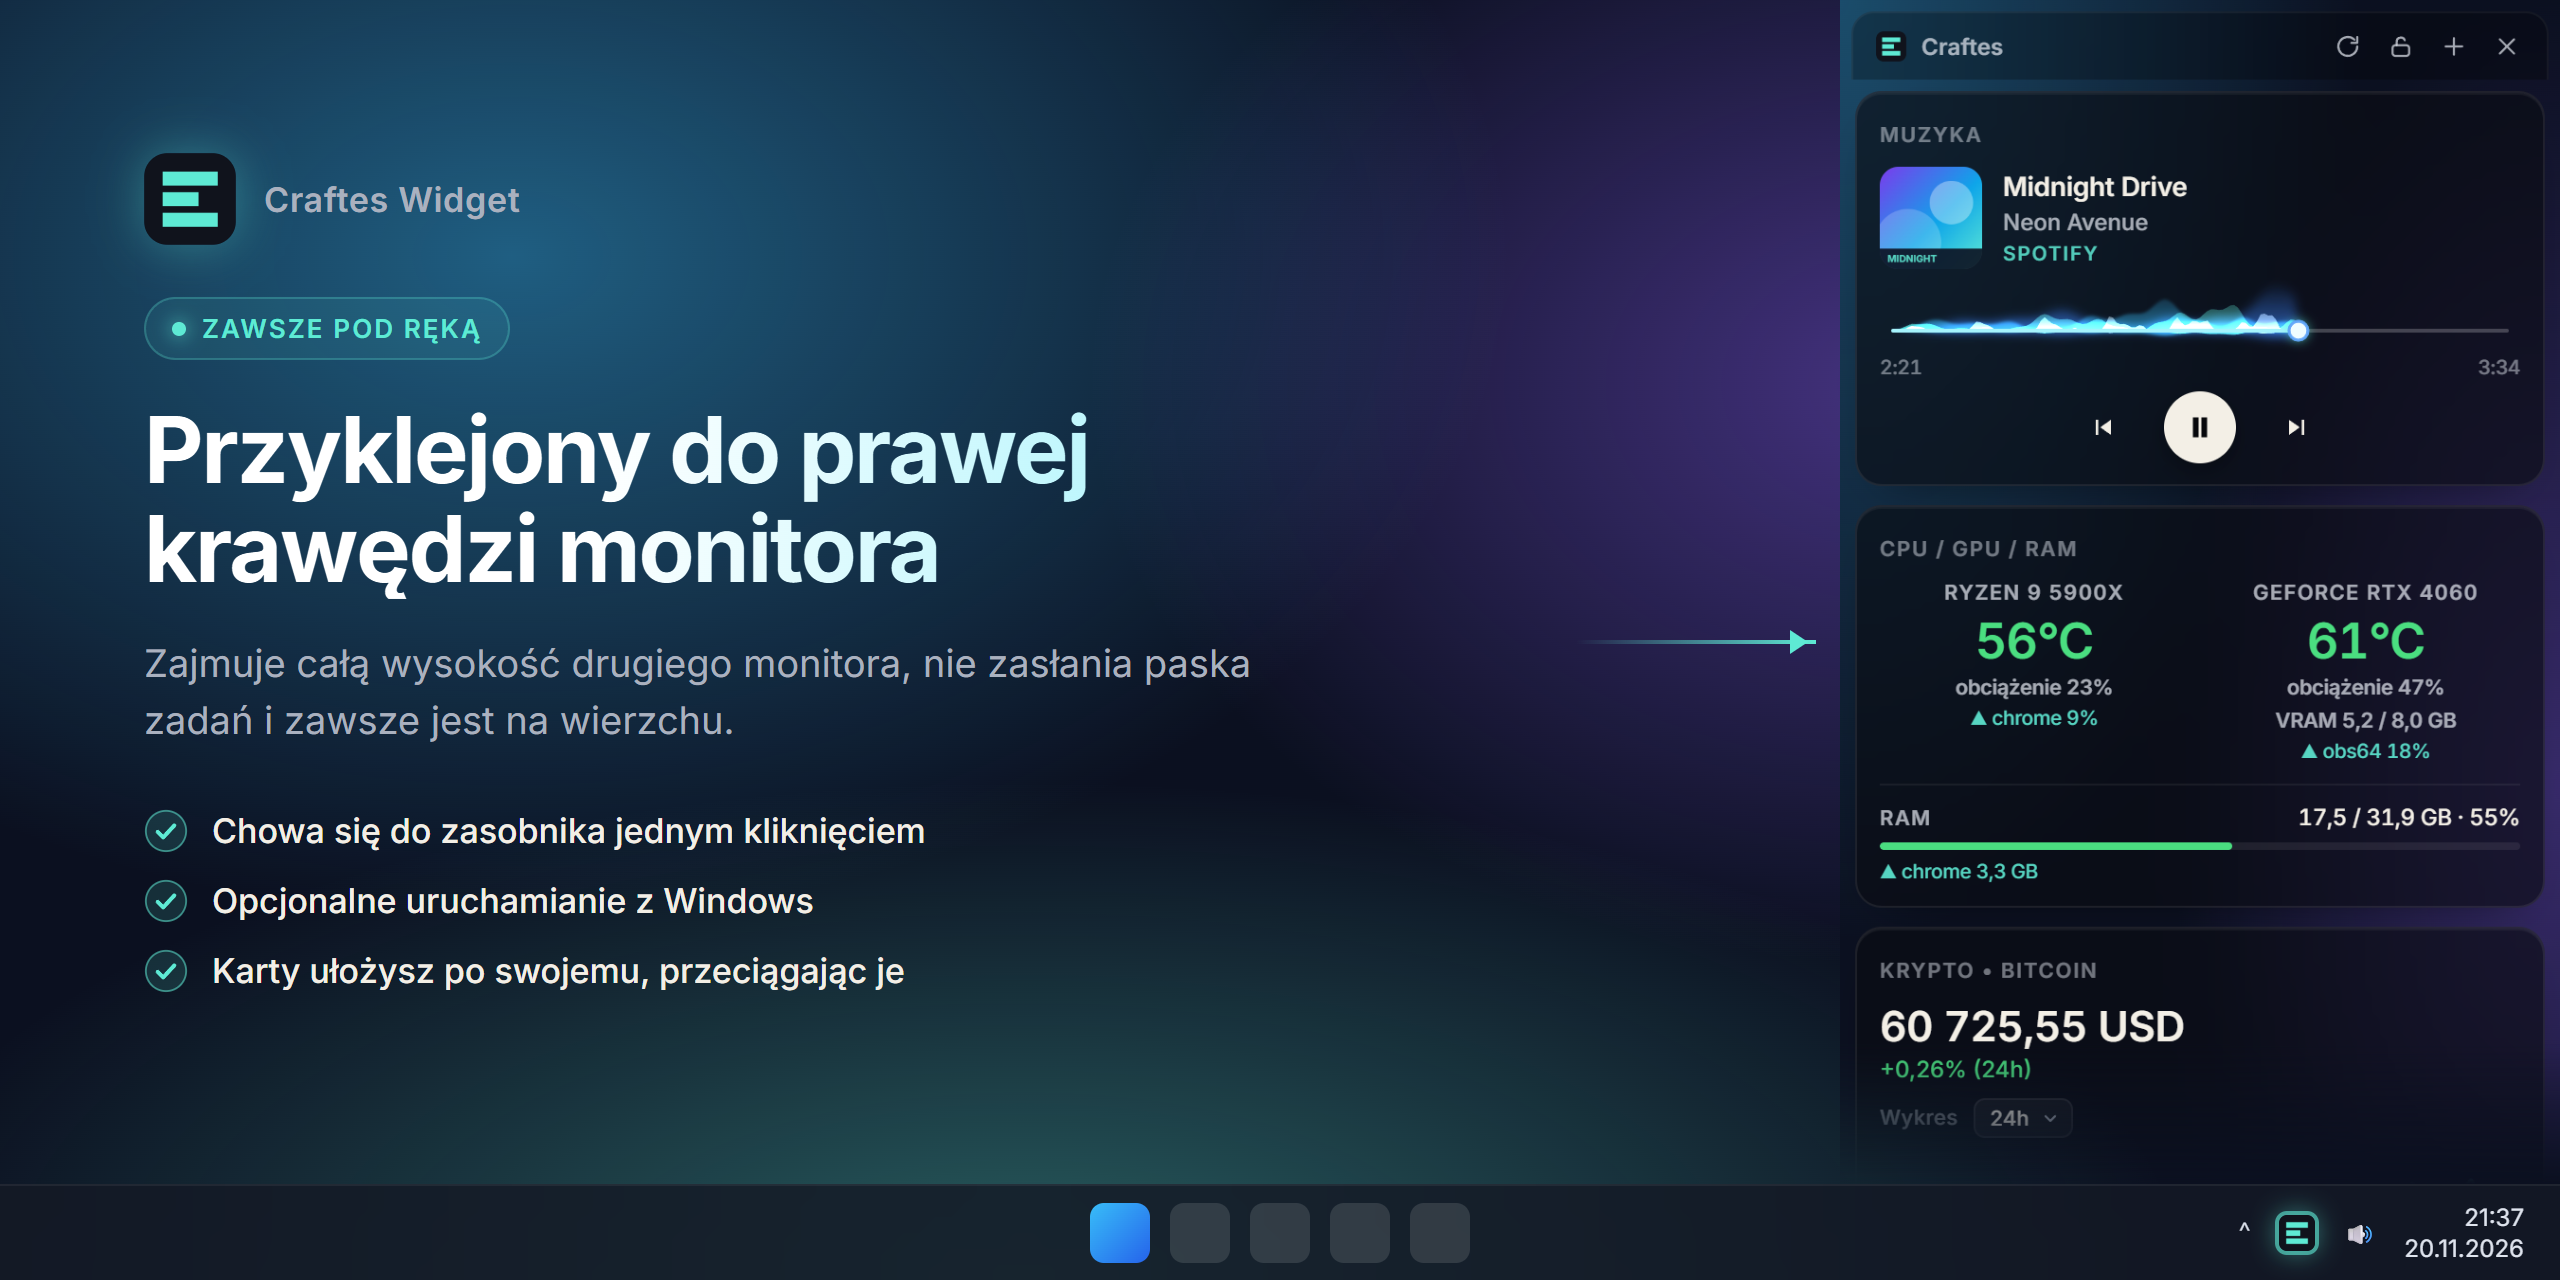 Craftes Widget
ZAWSZE POD RĘKĄ
Przyklejony do prawej
krawędzi monitora
Zajmuje całą wysokość drugiego monitora, nie zasłania paska
zadań i zawsze jest na wierzchu.
Chowa się do zasobnika jednym kliknięciem
Opcjonalne uruchamianie z Windows
Karty ułożysz po swojemu, przeciągając je
Craftes
MUZYKA
MIDNIGHT
Midnight Drive
Neon Avenue
SPOTIFY
2:21 3:34
CPU / GPU / RAM
RYZEN 9 5900X GEFORCE RTX 4060
56°C 61°C
obciążenie 23% obciążenie 47%
VRAM 5,2 / 8,0 GB
▲ chrome 9%
▲ obs64 18%
RAM 17,5 / 31,9 GB · 55%
▲ chrome 3,3 GB
KRYPTO • BITCOIN
60 725,55 USD
+0,26% (24h)
Wykres 24h
21:37
20.11.2026